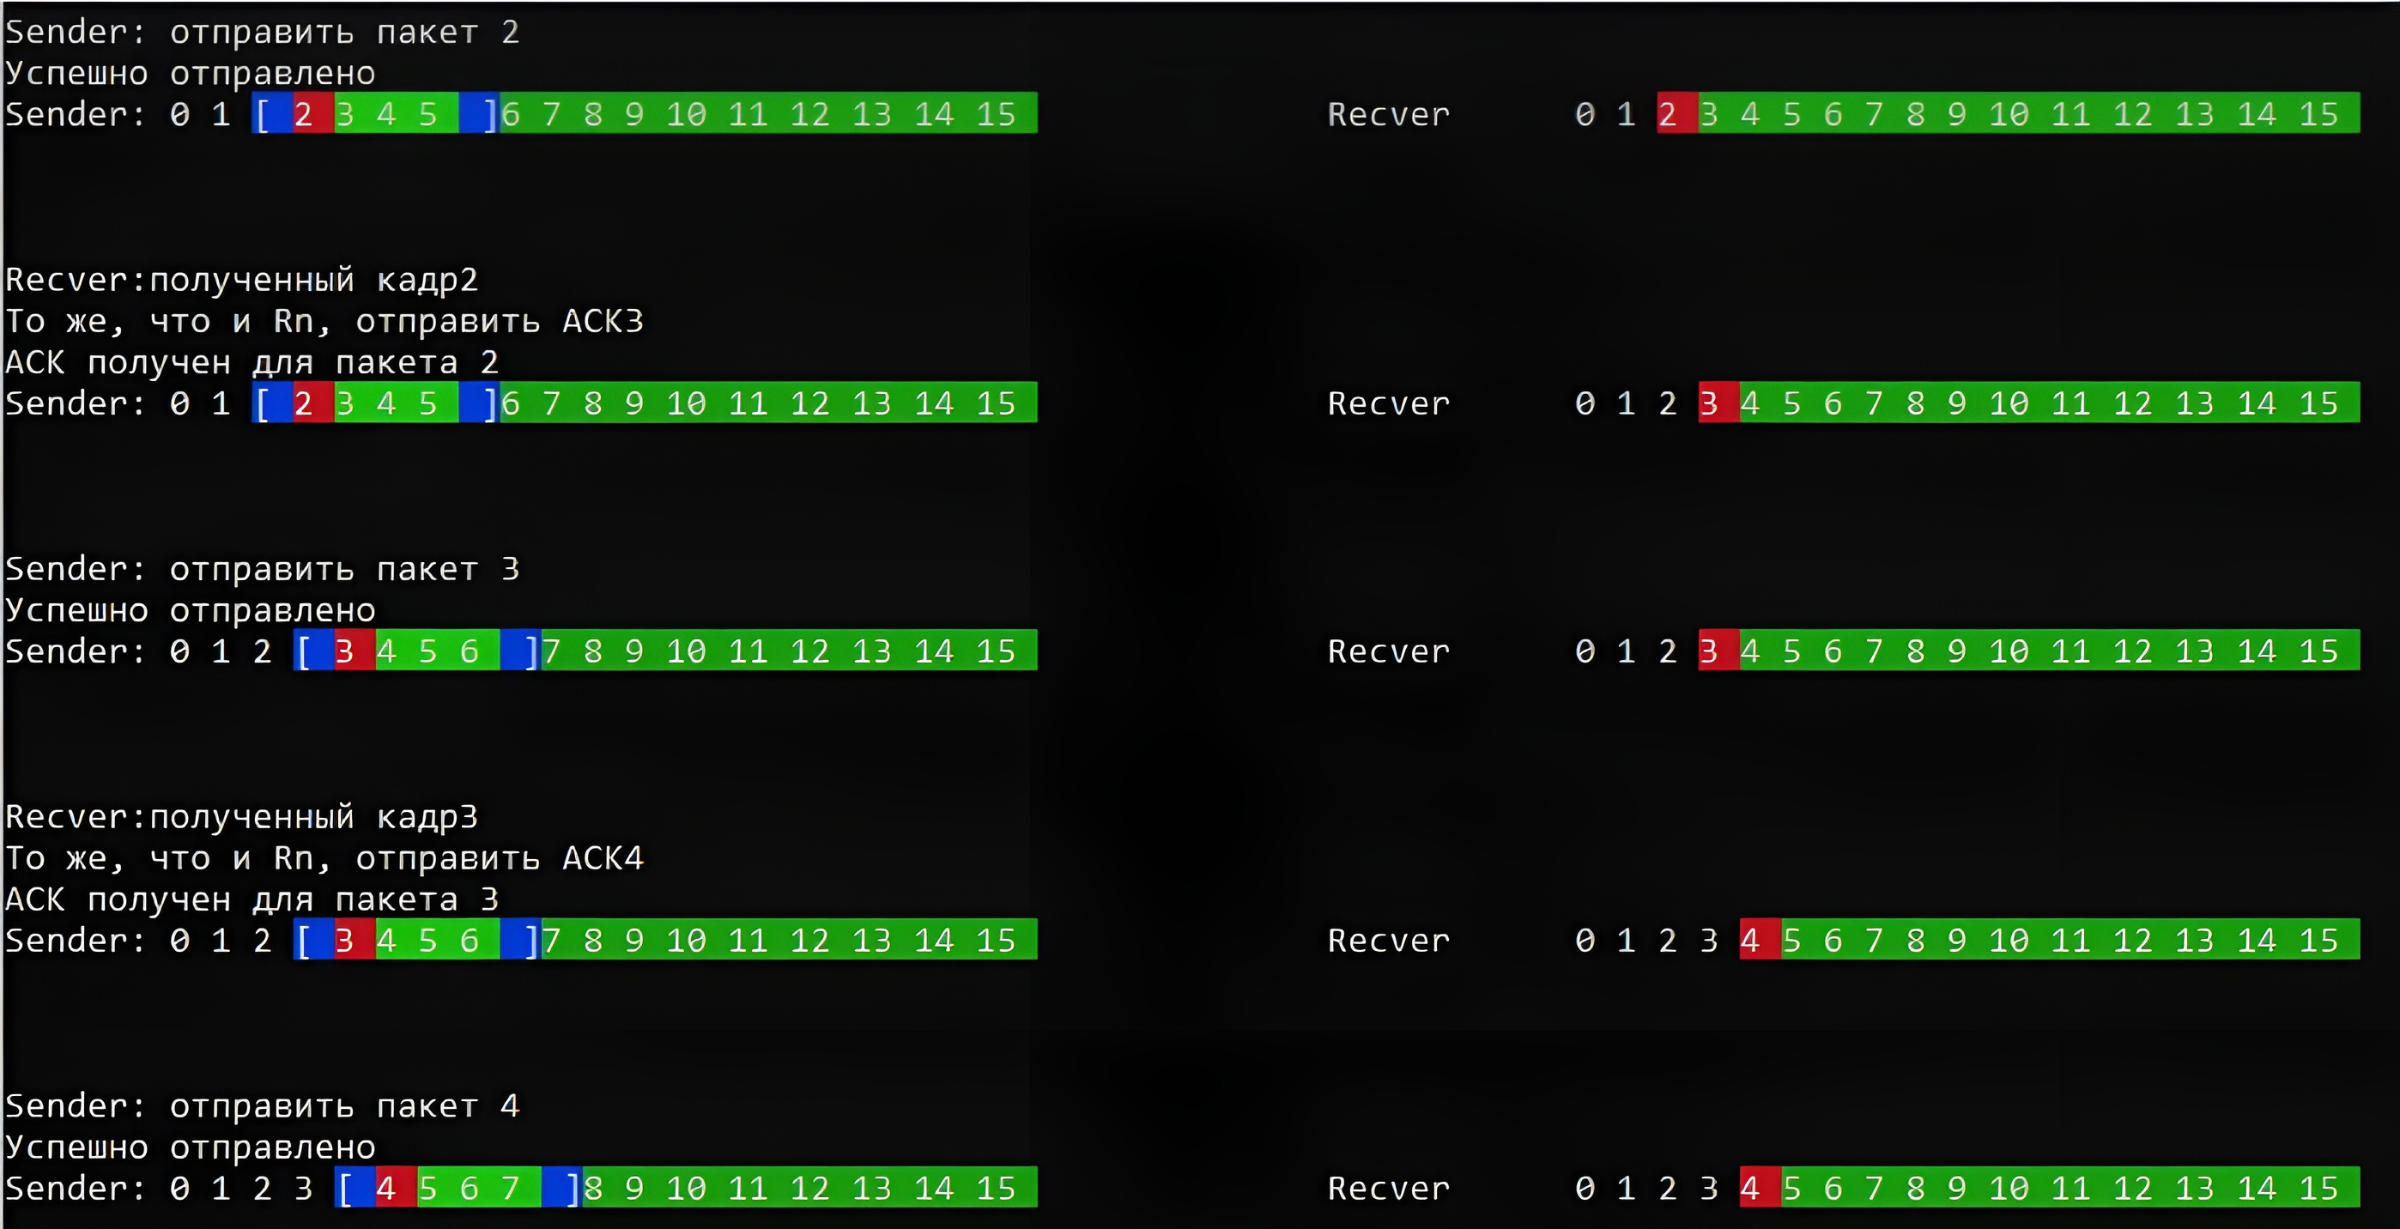 Sender: отправить пакет 2
Успешно отправлено
Sender: 0 1 [ 2 3 4 5 ]6 7 8 9 10 11 12 13 14 15 Recver 0 1 2 3 4 5 6 7 8 9 10 11 12 13 14 15
Recver:полученный кадр2
То же, что и Rn, отправить ACK3
ACK получен для пакета 2
Sender: 0 1 [ 2 3 4 5 ]6 7 8 9 10 11 12 13 14 15 Recver 0 1 2 3 4 5 6 7 8 9 10 11 12 13 14 15
Sender: отправить пакет 3
Успешно отправлено
Sender: 0 1 2 [ 3 4 5 6 ]7 8 9 10 11 12 13 14 15 Recver 0 1 2 3 4 5 6 7 8 9 10 11 12 13 14 15
Recver:полученный кадр3
То же, что и Rn, отправить ACK4
ACK получен для пакета 3
Sender: 0 1 2 [ 3 4 5 6 ]7 8 9 10 11 12 13 14 15 Recver 0 1 2 3 4 5 6 7 8 9 10 11 12 13 14 15
Sender: отправить пакет 4
Успешно отправлено
Sender: 0 1 2 3 [ 4 5 6 7 ]8 9 10 11 12 13 14 15 Recver 0 1 2 3 4 5 6 7 8 9 10 11 12 13 14 15